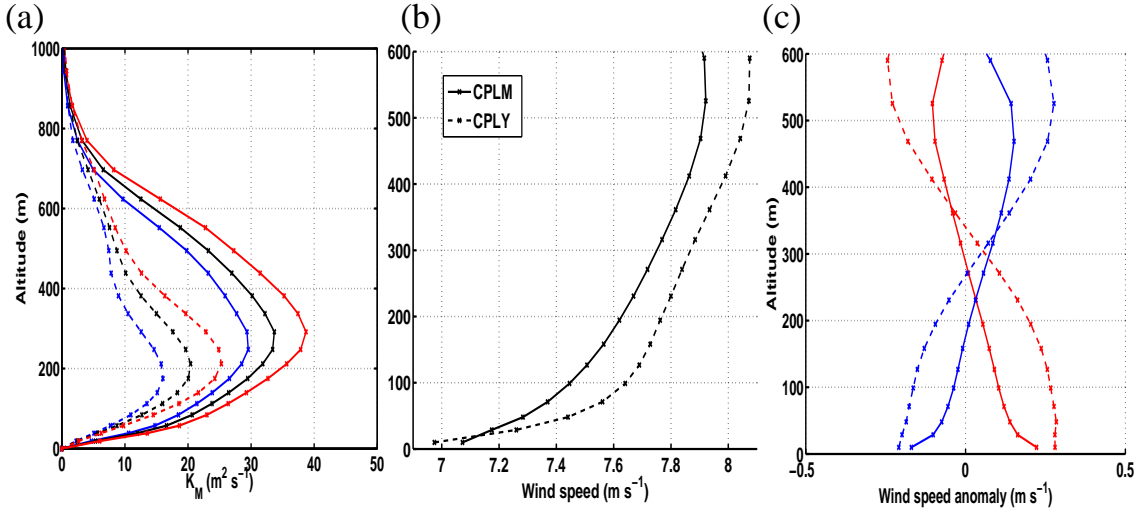 (a) (b) (c)
1000
800
600
400
200
0
Altitude (m)
0 10 20 30 40 50
K_M (m² s⁻¹)
600
500
400
300
200
100
0
CPLM
CPLY
7 7.2 7.4 7.6 7.8 8
Wind speed (m s⁻¹)
600
500
400
300
200
100
0
Altitude (m)
−0.5 0 0.5
Wind speed anomaly (m s⁻¹)